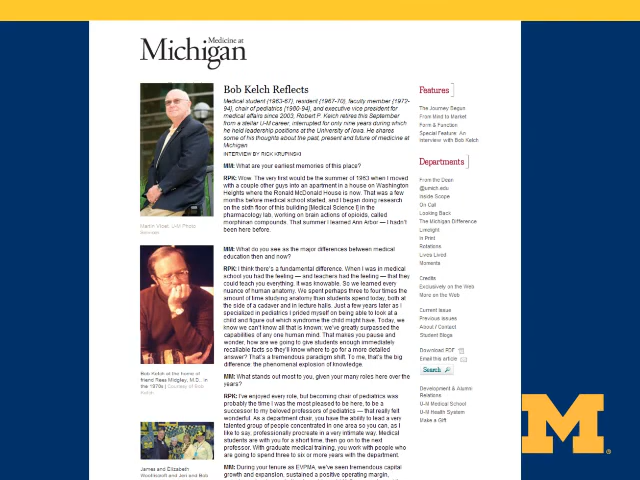 Medicine at
Michigan
Bob Kelch Reflects
Medical student (1963-67), resident (1967-70), faculty member (1972-
94), chair of pediatrics (1980-94), and executive vice president for
medical affairs since 2003, Robert P. Kelch retires this September
from a stellar U-M career, interrupted for only nine years during which
he held leadership positions at the University of Iowa. He shares
some of his thoughts about the past, present and future of medicine at
Michigan
INTERVIEW BY RICK KRUPINSKI
MM: What are your earliest memories of this place?
RPK: Wow. The very first would be the summer of 1963 when I moved
with a couple other guys into an apartment in a house on Washington
Heights where the Ronald McDonald House is now. That was a few
months before medical school started, and I began doing research
on the sixth floor of this building [Medical Science I] in the
pharmacology lab, working on brain actions of opioids, called
morphinan compounds. That summer I learned Ann Arbor — I hadn't
been here before.
Martin Vloet, U-M Photo
Services
MM: What do you see as the major differences between medical
education then and now?
RPK: I think there's a fundamental difference. When I was in medical
school you had the feeling — and teachers had the feeling — that they
could teach you everything. It was knowable. So we learned every
nuance of human anatomy. We spent perhaps three to four times the
amount of time studying anatomy than students spend today, both at
the side of a cadaver and in lecture halls. Just a few years later as I
specialized in pediatrics I prided myself on being able to look at a
child and figure out which syndrome the child might have. Today, we
know we can't know all that is known; we've greatly surpassed the
capabilities of any one human mind. That makes you pause and
wonder, how are we going to give students enough immediately
recallable facts so they'll know where to go for a more detailed
answer? That's a tremendous paradigm shift. To me, that's the big
difference, the phenomenal explosion of knowledge.
Bob Kelch at the home of
friend Rees Midgley, M.D., in
the 1970s | Courtesy of Bob
Kelch
MM: What stands out most to you, given your many roles here over the
years?
RPK: I've enjoyed every role, but becoming chair of pediatrics was
probably the time I was the most pleased to be here, to be a
successor to my beloved professors of pediatrics — that really felt
wonderful. As a department chair, you have the ability to lead a very
talented group of people concentrated in one area so you can, as I
like to say, professionally procreate in a very intimate way. Medical
students are with you for a short time, then go on to the next
professor. With graduate medical training, you work with people who
are going to spend three to six or more years with the department.
James and Elizabeth
Woolliscroft and Jan and Bob
MM: During your tenure as EVPMA, we've seen tremendous capital
growth and expansion, sustained a positive operating margin,
Features
The Journey Begun
From Mind to Market
Form & Function
Special Feature: An
Interview with Bob Kelch
Departments
From the Dean
@umich.edu
Inside Scope
On Call
Looking Back
The Michigan Difference
Limelight
In Print
Rotations
Lives Lived
Moments
Credits
Exclusively on the Web
More on the Web
Current Issue
Previous Issues
About / Contact
Student Blogs
Download PDF
Email this article
Search
Development & Alumni
Relations
U-M Medical School
U-M Health System
Make a Gift
M
®